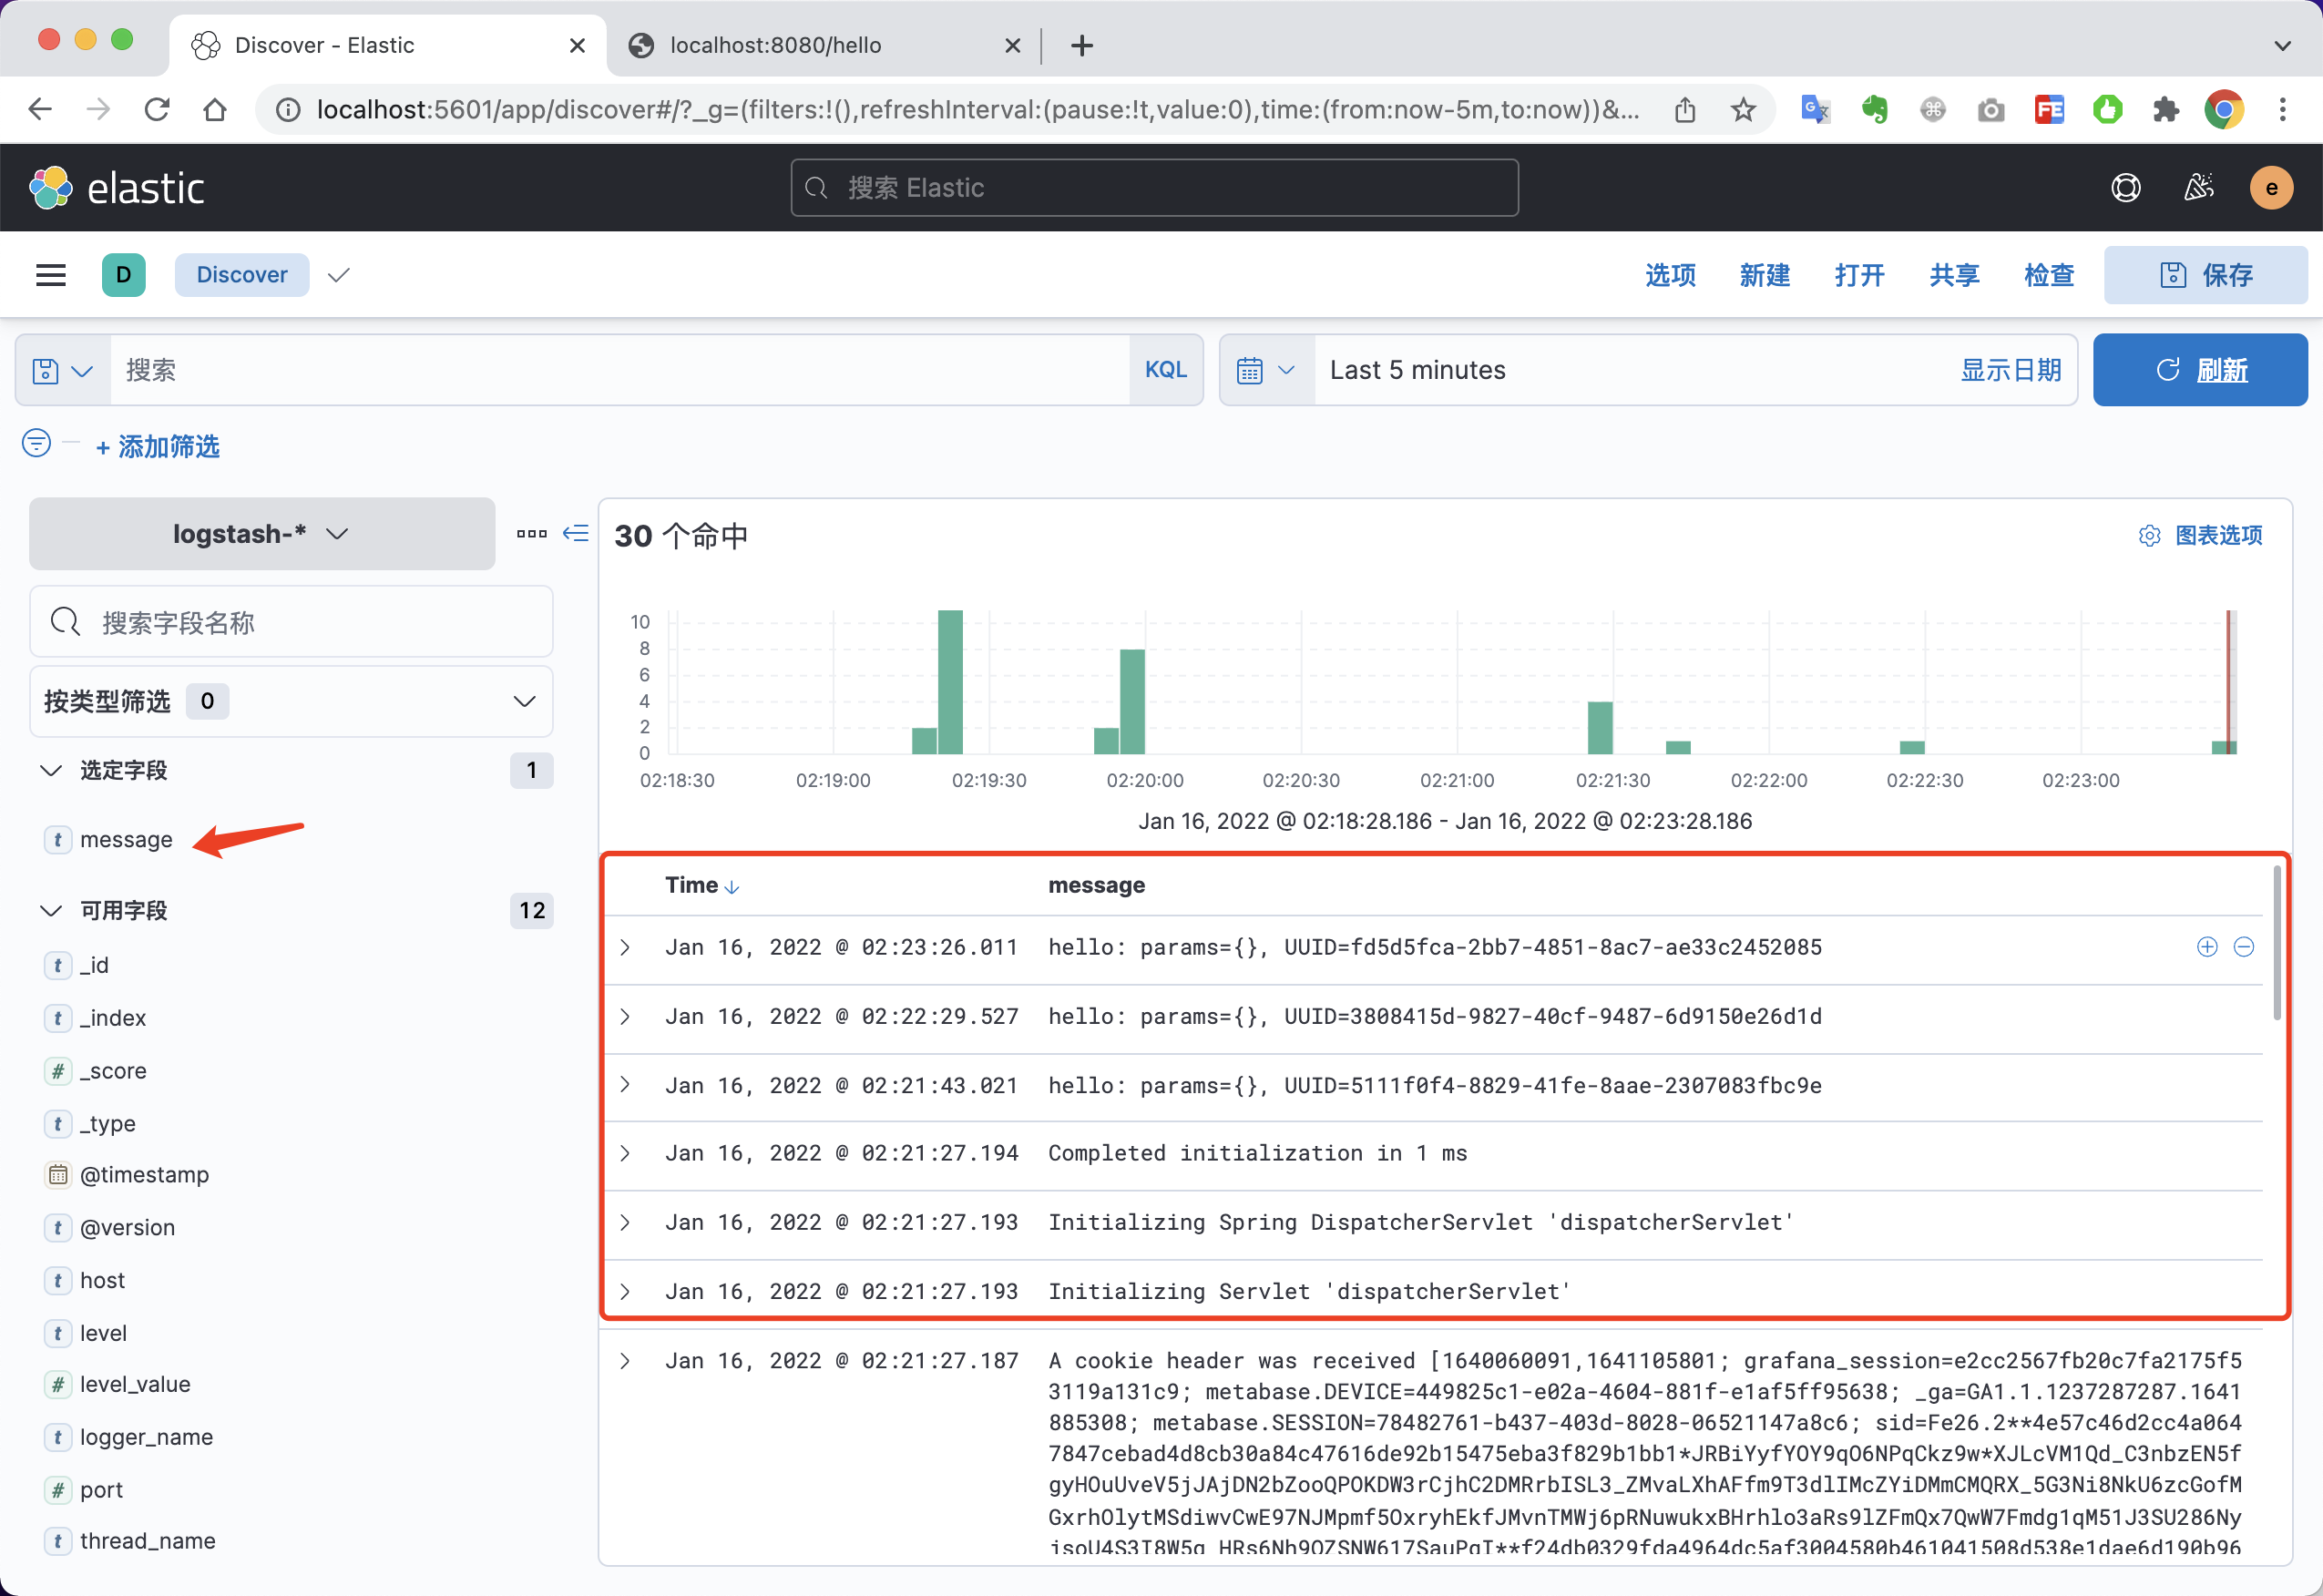 Discover - Elastic
localhost:8080/hello
localhost:5601/app/discover#/?_g=(filters:!(),refreshInterval:(pause:!t,value:0),time:(from:now-5m,to:now))&...
elastic
搜索 Elastic
e
D
Discover
选项
新建
打开
共享
检查
保存
搜索
KQL
Last 5 minutes
显示日期
刷新
+ 添加筛选
logstash-*
搜索字段名称
按类型筛选 0
选定字段 1
t message
可用字段 12
t _id
t _index
# _score
t _type
@timestamp
t @version
t host
t level
# level_value
t logger_name
# port
t thread_name
30 个命中
图表选项
10
8
6
4
2
0
02:18:30 02:19:00 02:19:30 02:20:00 02:20:30 02:21:00 02:21:30 02:22:00 02:22:30 02:23:00
Jan 16, 2022 @ 02:18:28.186 - Jan 16, 2022 @ 02:23:28.186
Time message
Jan 16, 2022 @ 02:23:26.011 hello: params={}, UUID=fd5d5fca-2bb7-4851-8ac7-ae33c2452085
Jan 16, 2022 @ 02:22:29.527 hello: params={}, UUID=3808415d-9827-40cf-9487-6d9150e26d1d
Jan 16, 2022 @ 02:21:43.021 hello: params={}, UUID=5111f0f4-8829-41fe-8aae-2307083fbc9e
Jan 16, 2022 @ 02:21:27.194 Completed initialization in 1 ms
Jan 16, 2022 @ 02:21:27.193 Initializing Spring DispatcherServlet 'dispatcherServlet'
Jan 16, 2022 @ 02:21:27.193 Initializing Servlet 'dispatcherServlet'
Jan 16, 2022 @ 02:21:27.187 A cookie header was received [1640060091,1641105801; grafana_session=e2cc2567fb20c7fa2175f5
3119a131c9; metabase.DEVICE=449825c1-e02a-4604-881f-e1af5ff95638; _ga=GA1.1.1237287287.1641
885308; metabase.SESSION=78482761-b437-403d-8028-06521147a8c6; sid=Fe26.2**4e57c46d2cc4a064
7847cebad4d8cb30a84c47616de92b15475eba3f829b1bb1*JRBiYyfYOY9qO6NPqCkz9w*XJLcVM1Qd_C3nbzEN5f
gyHOuUveV5jJAjDN2bZooQPOKDW3rCjhC2DMRrbISL3_ZMvaLXhAFfm9T3dlIMcZYiDMmCMQRX_5G3Ni8NkU6zcGofM
GxrhOlytMSdiwvCwE97NJMpmf5OxryhEkfJMvnTMWj6pRNuwukxBHrhlo3aRs9lZFmQx7QwW7Fmdg1qM51J3SU286Ny
jsoU4S3I8W5g_HRs6Nh9OZSNW617SauPgI**f24db0329fda4964dc5af3004580b461041508d538e1dae6d190b96